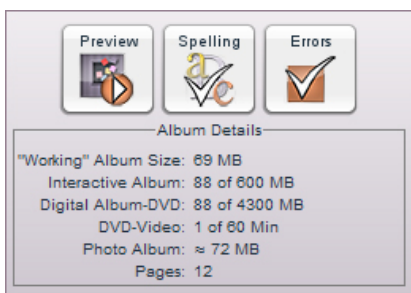 Preview Spelling Errors
Album Details
"Working" Album Size: 69 MB
Interactive Album: 88 of 600 MB
Digital Album-DVD: 88 of 4300 MB
DVD-Video: 1 of 60 Min
Photo Album: ≈ 72 MB
Pages: 12